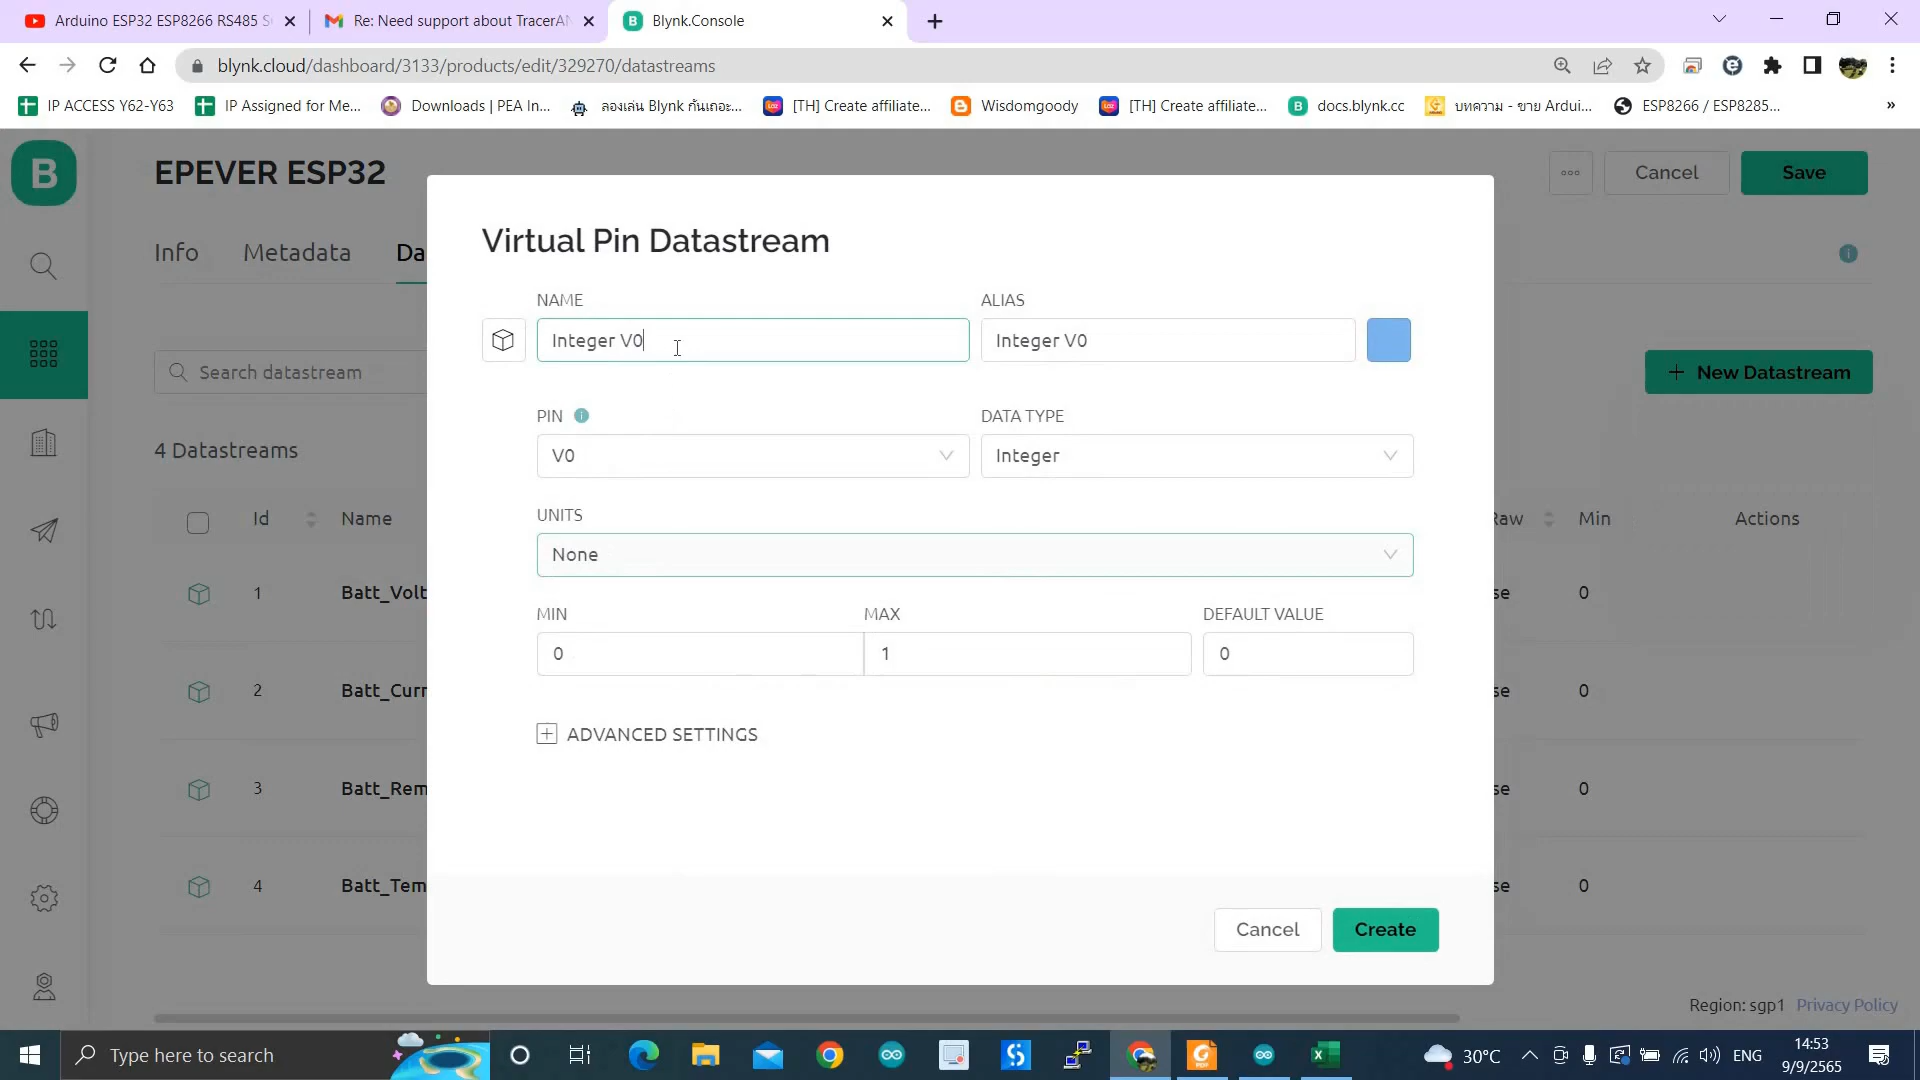 Arduino ESP32 ESP8266 RS485 S
Re: Need support about TracerAN
B
Blynk.Console
blynk.cloud/dashboard/3133/products/edit/329270/datastreams
IP ACCESS Y62-Y63
IP Assigned for Me...
Downloads | PEA In...
ลองเล่น Blynk กันเถอะ...
[TH] Create affiliate...
Wisdomgoody
[TH] Create affiliate...
B
docs.blynk.cc
บทความ - ขาย Ardui...
ESP8266 / ESP8285...
»
B
EPEVER ESP32
Cancel
Save
Info
Metadata
Da
Virtual Pin Datastream
NAME
ALIAS
Integer V0
Integer V0
Search datastream
+ New Datastream
PIN
DATA TYPE
V0
Integer
4 Datastreams
UNITS
None
Id
Name
Raw
Min
Actions
1
Batt_Volt
se
0
MIN
MAX
DEFAULT VALUE
0
1
0
2
Batt_Curr
se
0
ADVANCED SETTINGS
3
Batt_Rem
se
0
4
Batt_Tem
se
0
Cancel
Create
Region: sgp1
Privacy Policy
Type here to search
30°C
ENG
14:53
9/9/2565